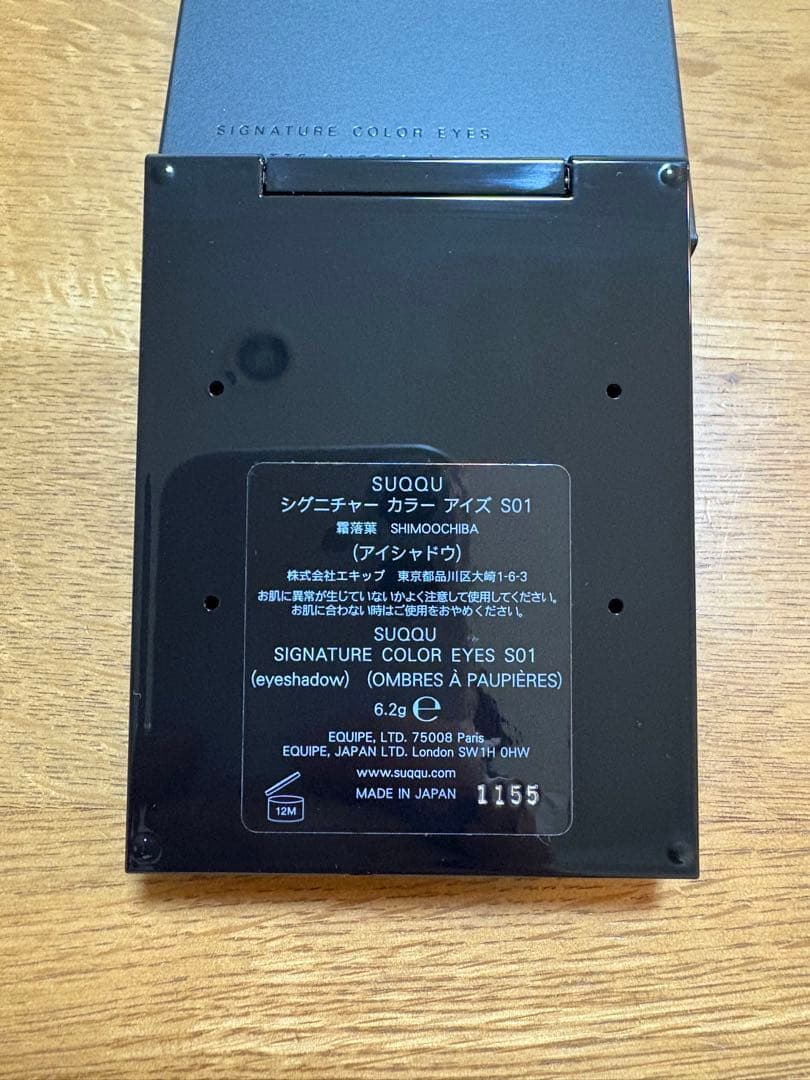 SIGNATURE COLOR EYES
SUQQU
シグニチャー カラー アイズ S01
霜落葉 SHIMOOCHIBA
(アイシャドウ)
株式会社エキップ 東京都品川区大崎1-6-3
お肌に異常が生じていないかよく注意して使用してください。
お肌に合わない時はご使用をおやめください。
SUQQU
SIGNATURE COLOR EYES S01
(eyeshadow) (OMBRES À PAUPIÈRES)
6.2g ℮
EQUIPE, LTD. 75008 Paris
EQUIPE, JAPAN LTD. London SW1H 0HW
www.suqqu.com
12M
MADE IN JAPAN 1155